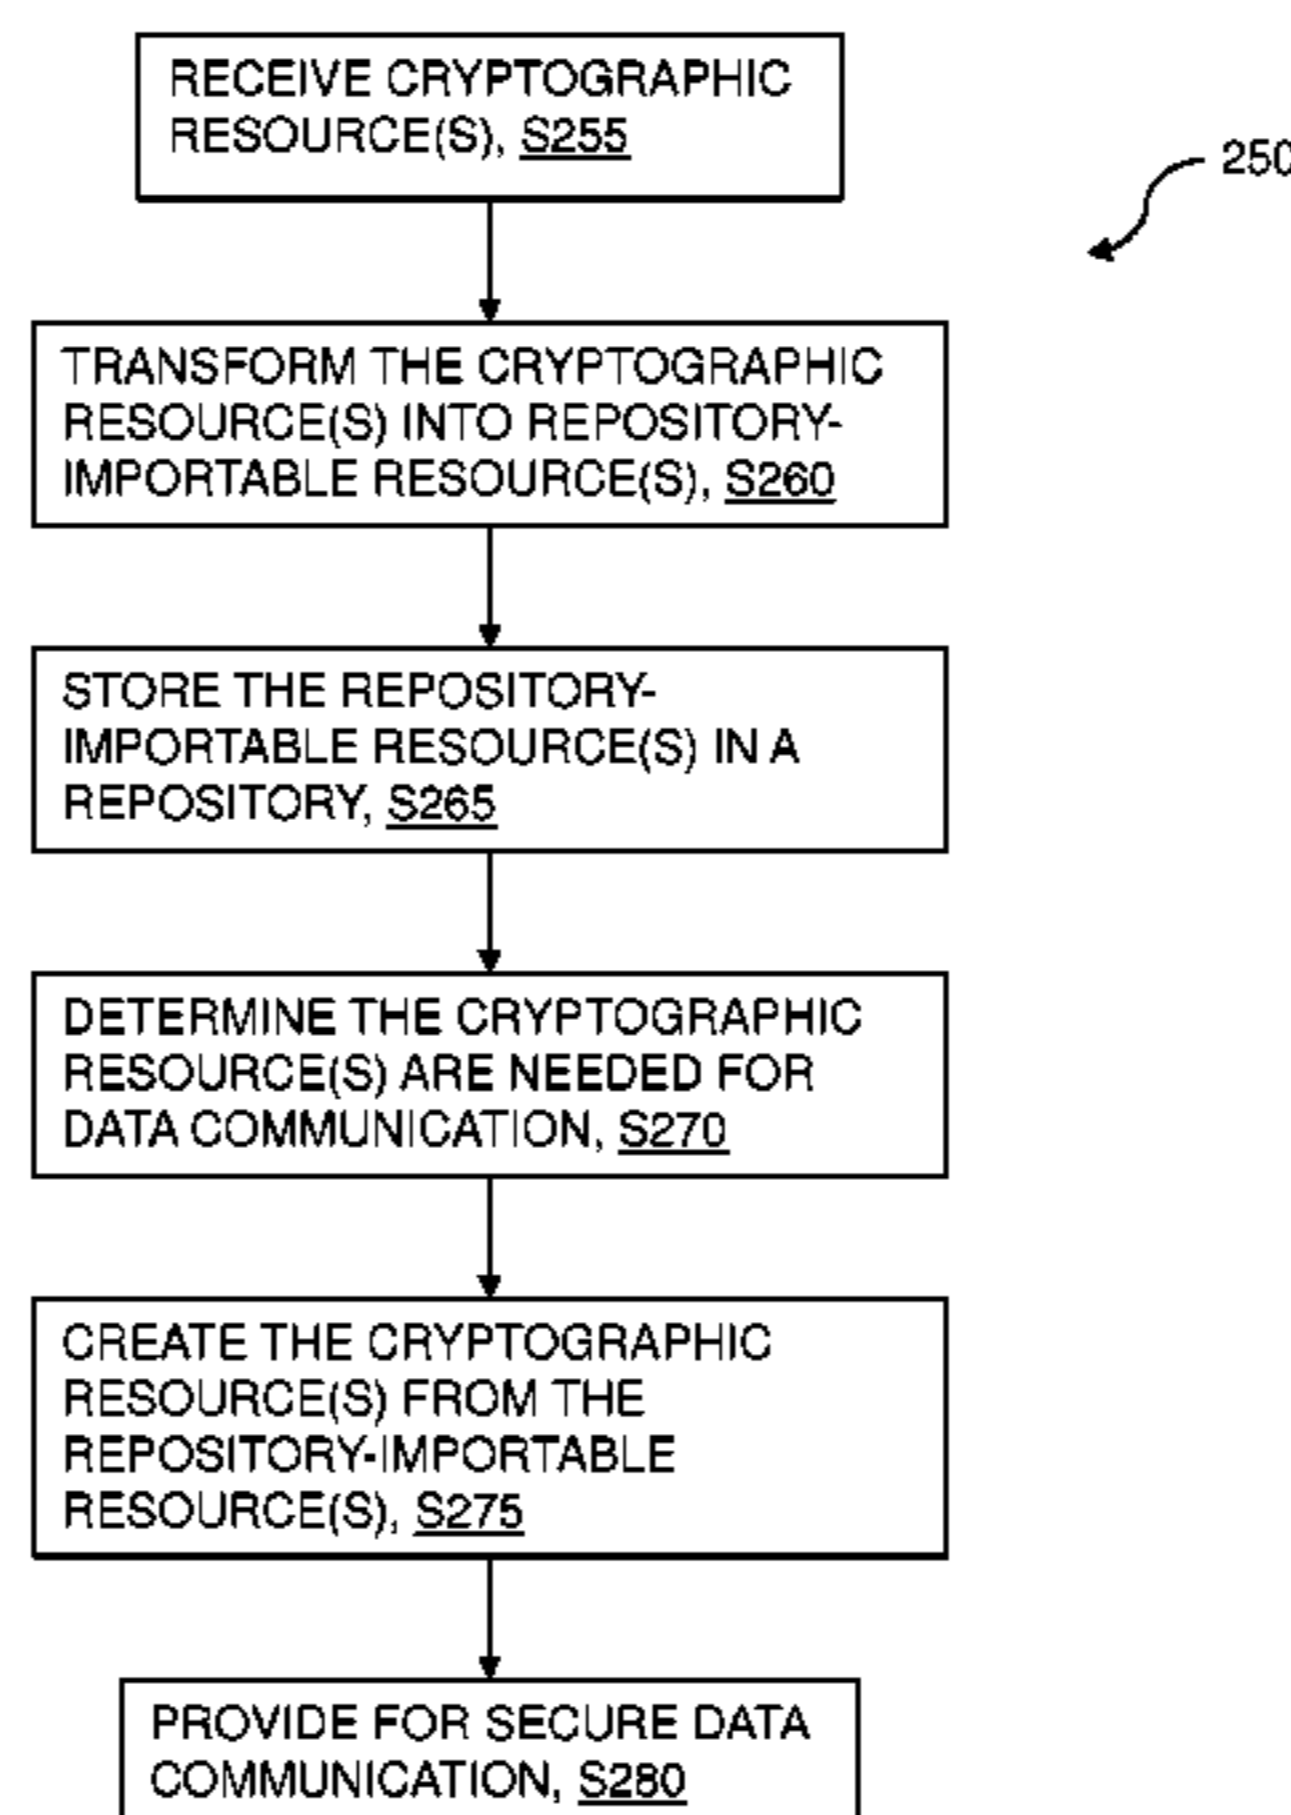 RECEIVE CRYPTOGRAPHIC
RESOURCE(S), S255
250
TRANSFORM THE CRYPTOGRAPHIC
RESOURCE(S) INTO REPOSITORY-
IMPORTABLE RESOURCE(S), S260
STORE THE REPOSITORY-
IMPORTABLE RESOURCE(S) IN A
REPOSITORY, S265
DETERMINE THE CRYPTOGRAPHIC
RESOURCE(S) ARE NEEDED FOR
DATA COMMUNICATION, S270
CREATE THE CRYPTOGRAPHIC
RESOURCE(S) FROM THE
REPOSITORY-IMPORTABLE
RESOURCE(S), S275
PROVIDE FOR SECURE DATA
COMMUNICATION, S280